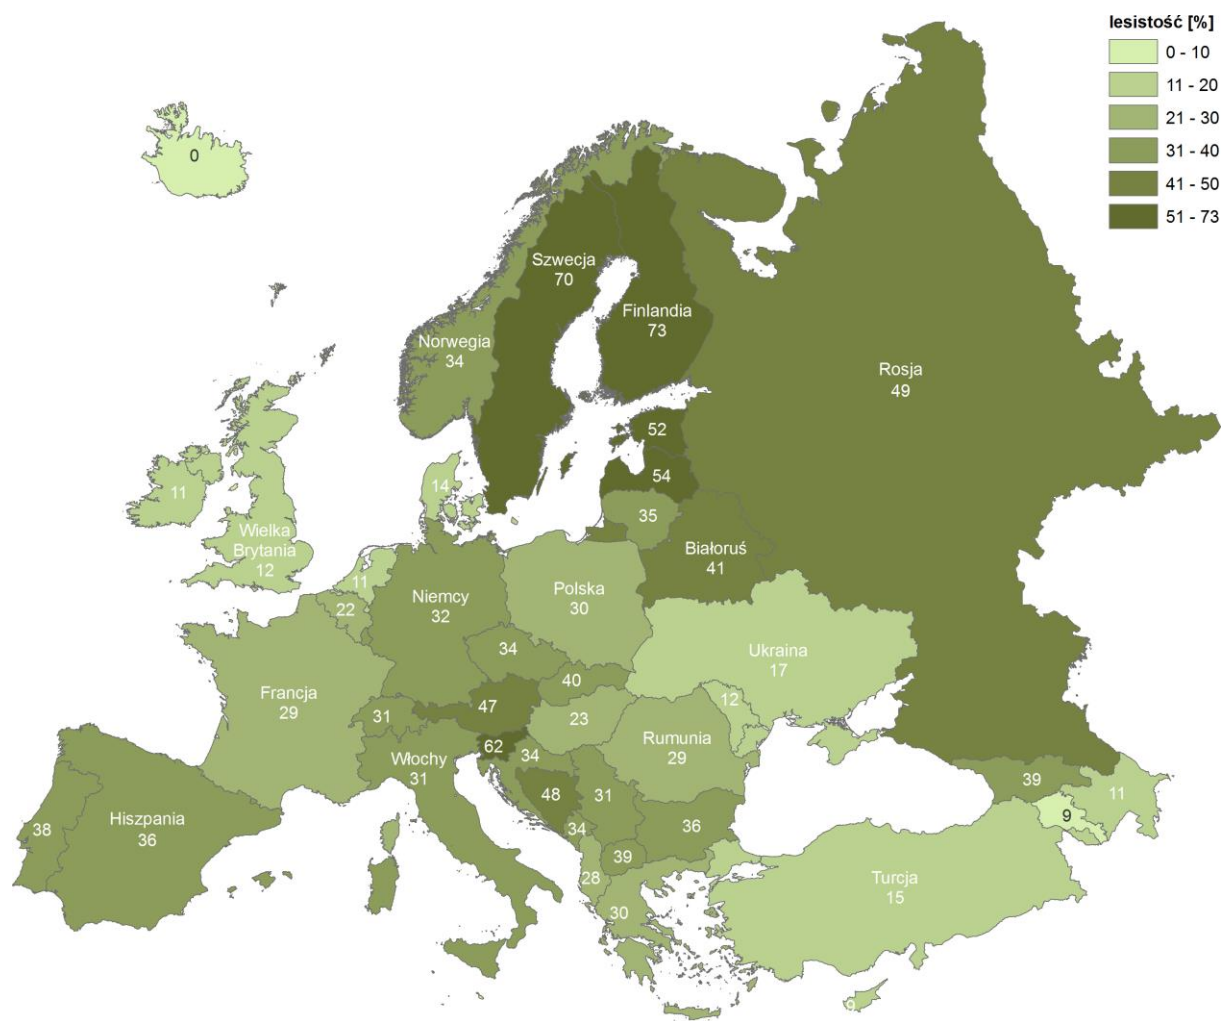 lesistość [%]
0 - 10
11 - 20
21 - 30
31 - 40
41 - 50
51 - 73
0
Szwecja
70
Finlandia
73
Norwegia
34
Rosja
49
52
54
14
11
35
Wielka
Brytania
12
Białoruś
41
11
22
Niemcy
32
Polska
30
34
Ukraina
17
40
Francja
29
47
12
31
23
62
34
Rumunia
29
Włochy
31
48
31
39
11
9
Hiszpania
36
38
34
36
39
28
Turcja
15
30